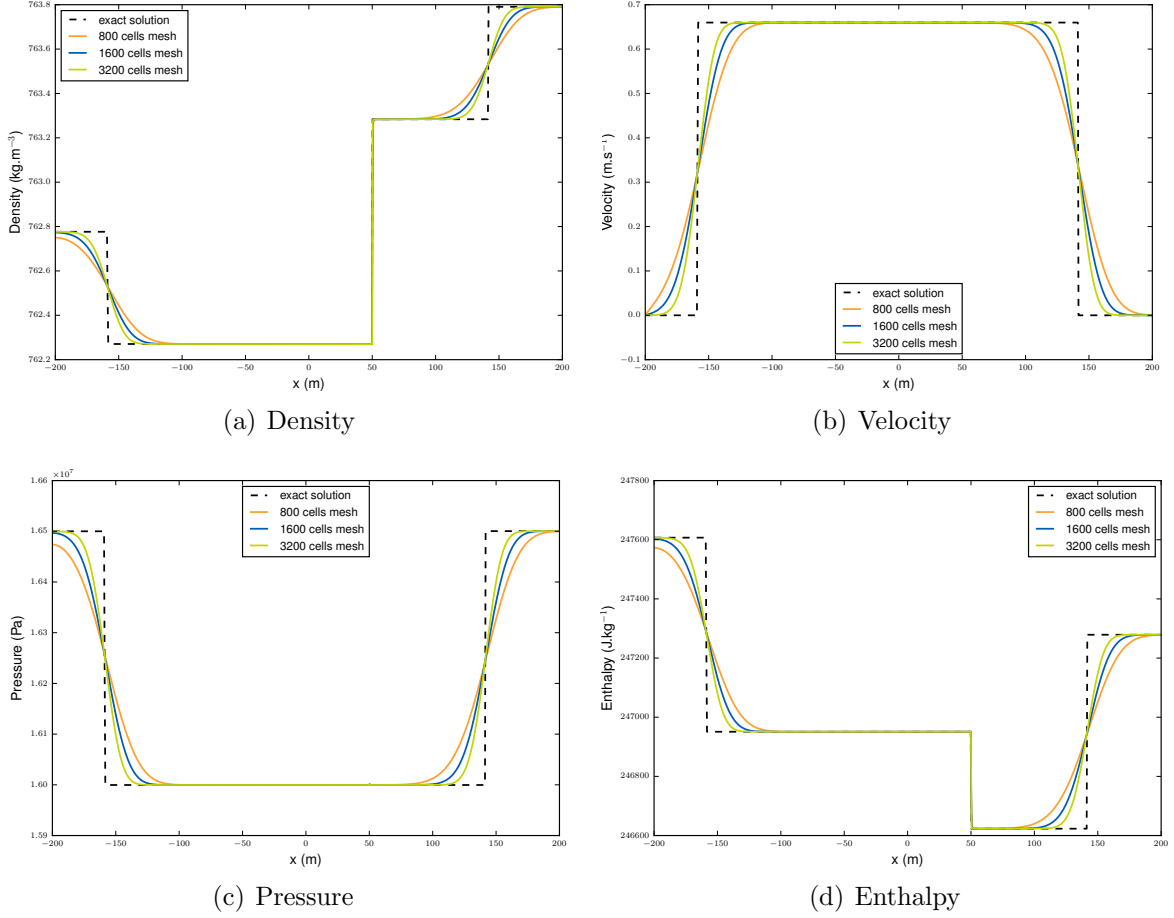 763.8
763.6
763.4
763.2
763.0
762.8
762.6
762.4
762.2
Density (kg.m⁻³)
exact solution
800 cells mesh
1600 cells mesh
3200 cells mesh
−200 −150 −100 −50 0 50 100 150 200
x (m)
(a) Density
0.7
0.6
0.5
0.4
0.3
0.2
0.1
0.0
−0.1
Velocity (m.s⁻¹)
exact solution
800 cells mesh
1600 cells mesh
3200 cells mesh
−200 −150 −100 −50 0 50 100 150 200
x (m)
(b) Velocity
×10⁷
1.66
1.65
1.64
1.63
1.62
1.61
1.60
1.59
Pressure (Pa)
exact solution
800 cells mesh
1600 cells mesh
3200 cells mesh
−200 −150 −100 −50 0 50 100 150 200
x (m)
(c) Pressure
247800
247600
247400
247200
247000
246800
246600
Enthalpy (J.kg⁻¹)
exact solution
800 cells mesh
1600 cells mesh
3200 cells mesh
−200 −150 −100 −50 0 50 100 150 200
x (m)
(d) Enthalpy